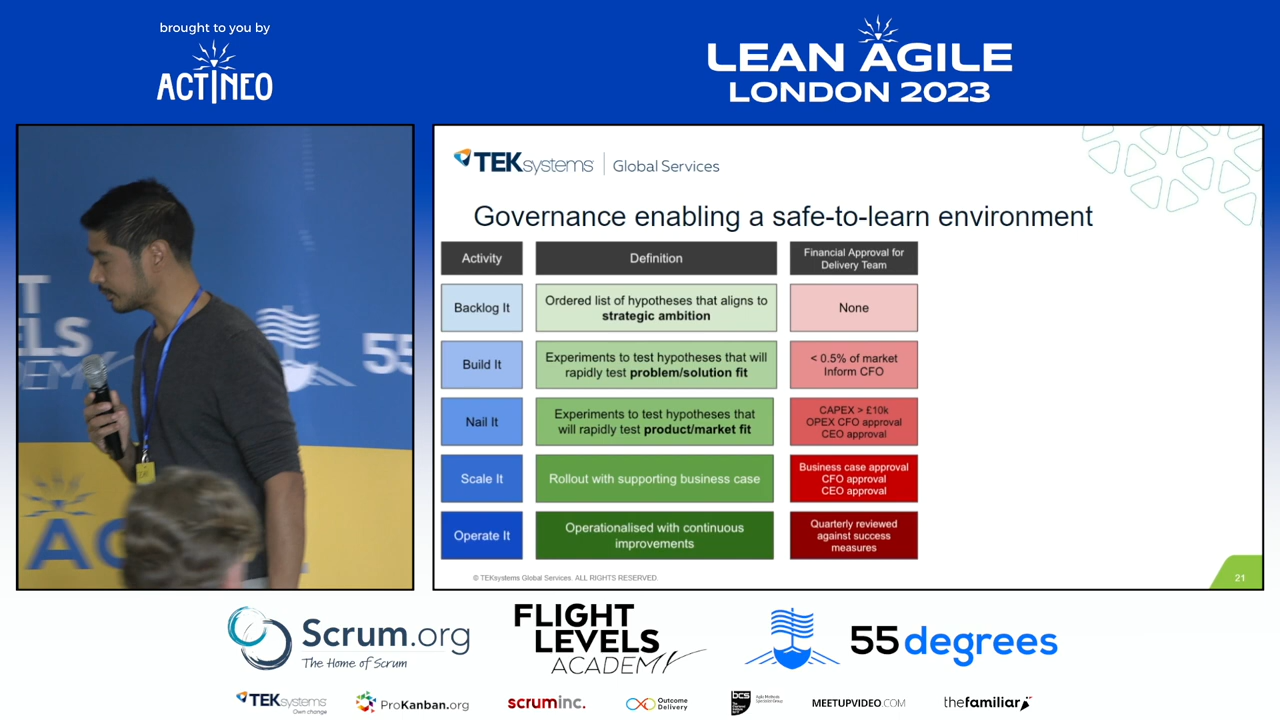 brought to you by
ACTINEO
LEAN AGILE
LONDON 2023
TEKsystems | Global Services
Governance enabling a safe-to-learn environment
Activity
Definition
Financial Approval for
Delivery Team
Backlog It
Ordered list of hypotheses that aligns to
strategic ambition
None
Build It
Experiments to test hypotheses that will
rapidly test problem/solution fit
< 0.5% of market
Inform CFO
Nail It
Experiments to test hypotheses that
will rapidly test product/market fit
CAPEX > £10k
OPEX CFO approval
CEO approval
Scale It
Rollout with supporting business case
Business case approval
CFO approval
CEO approval
Operate It
Operationalised with continuous
improvements
Quarterly reviewed
against success
measures
© TEKsystems Global Services. ALL RIGHTS RESERVED.
21
55
Scrum.org
The Home of Scrum
FLIGHT
LEVELS
ACADEMY
55 degrees
TEKsystems
Own change
ProKanban.org
scruminc.
Outcome
Delivery
bcs
MEETUPVIDEO.COM
thefamiliar